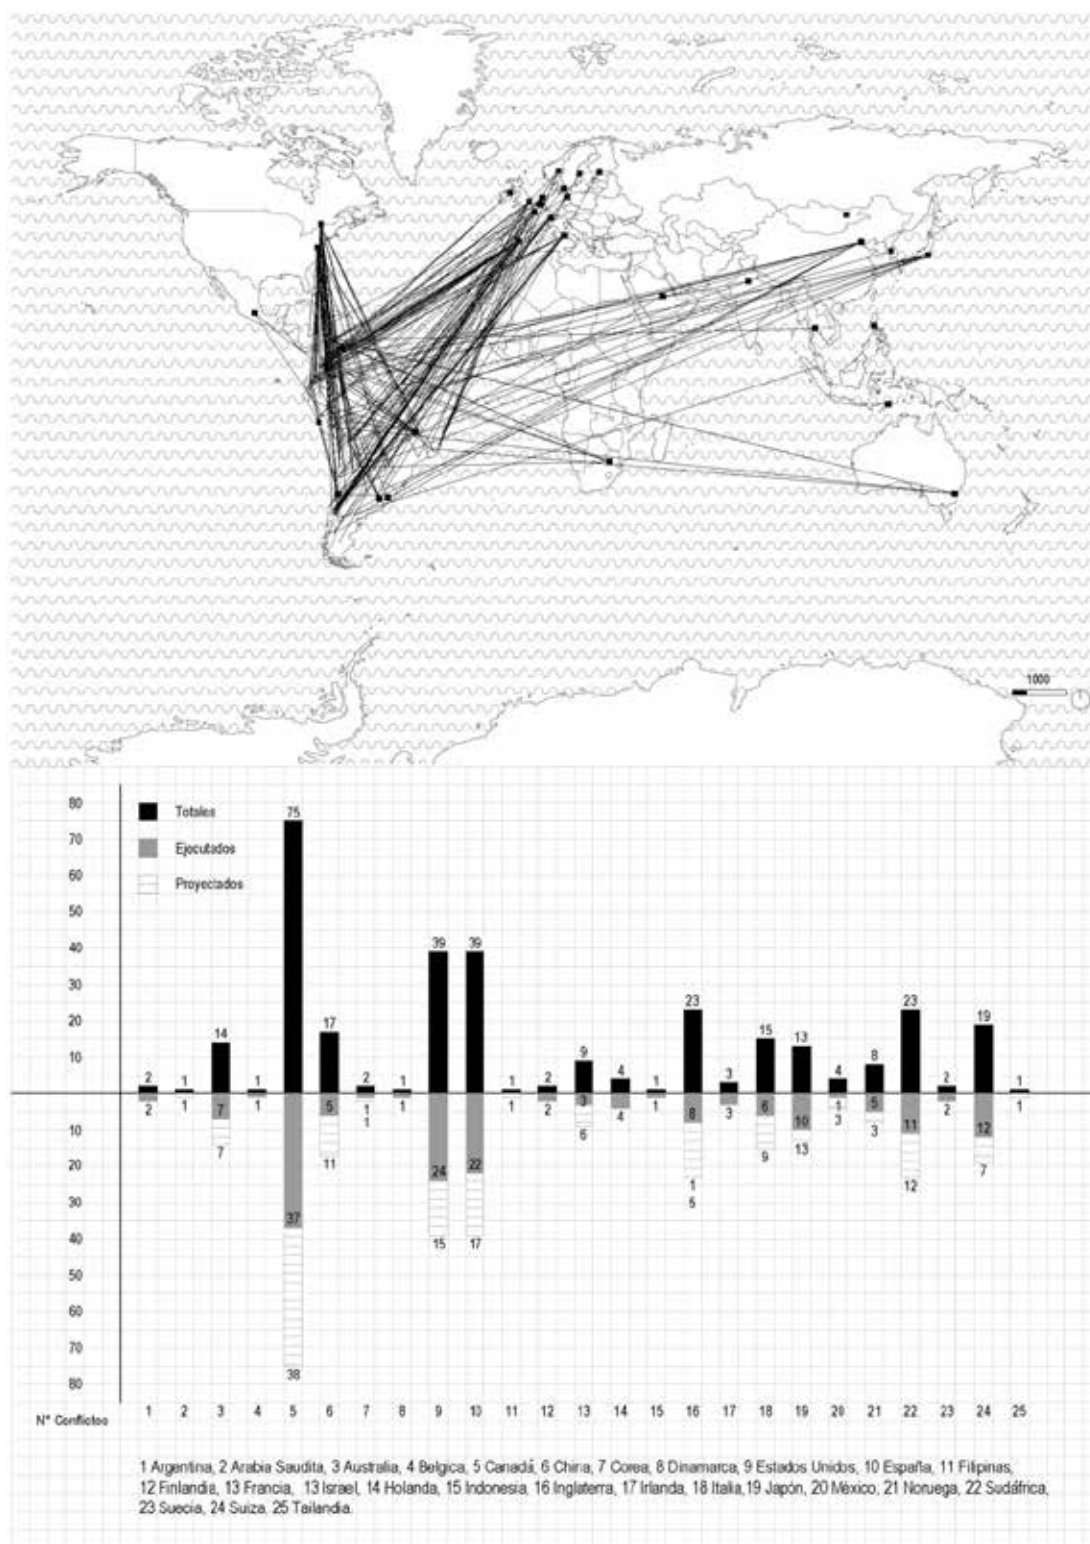 1000
80
70
60
50
40
30
20
10
10
20
30
40
50
60
70
80
Totales
Ejecutados
Proyectados
2 1 14 1 75 17 2 1 39 39 1 2 9 4 1 23 3 15 13 4 8 23 2 19 1
2 1 7 1 37 5 1 1 24 22 1 2 3 4 1 8 3 6 10 1 5 11 2 12 1
7 38 11 1 15 17 6 1 9 13 3 3 12 7
5
N° Conflictos
1 2 3 4 5 6 7 8 9 10 11 12 13 14 15 16 17 18 19 20 21 22 23 24 25
1 Argentina, 2 Arabia Saudita, 3 Australia, 4 Belgica, 5 Canadá, 6 China, 7 Corea, 8 Dinamarca, 9 Estados Unidos, 10 España, 11 Filipinas,
12 Finlandia, 13 Francia, 13 Israel, 14 Holanda, 15 Indonesia, 16 Inglaterra, 17 Irlanda, 18 Italia,19 Japón, 20 México, 21 Noruega, 22 Sudáfrica,
23 Suecia, 24 Suiza, 25 Tailandia.